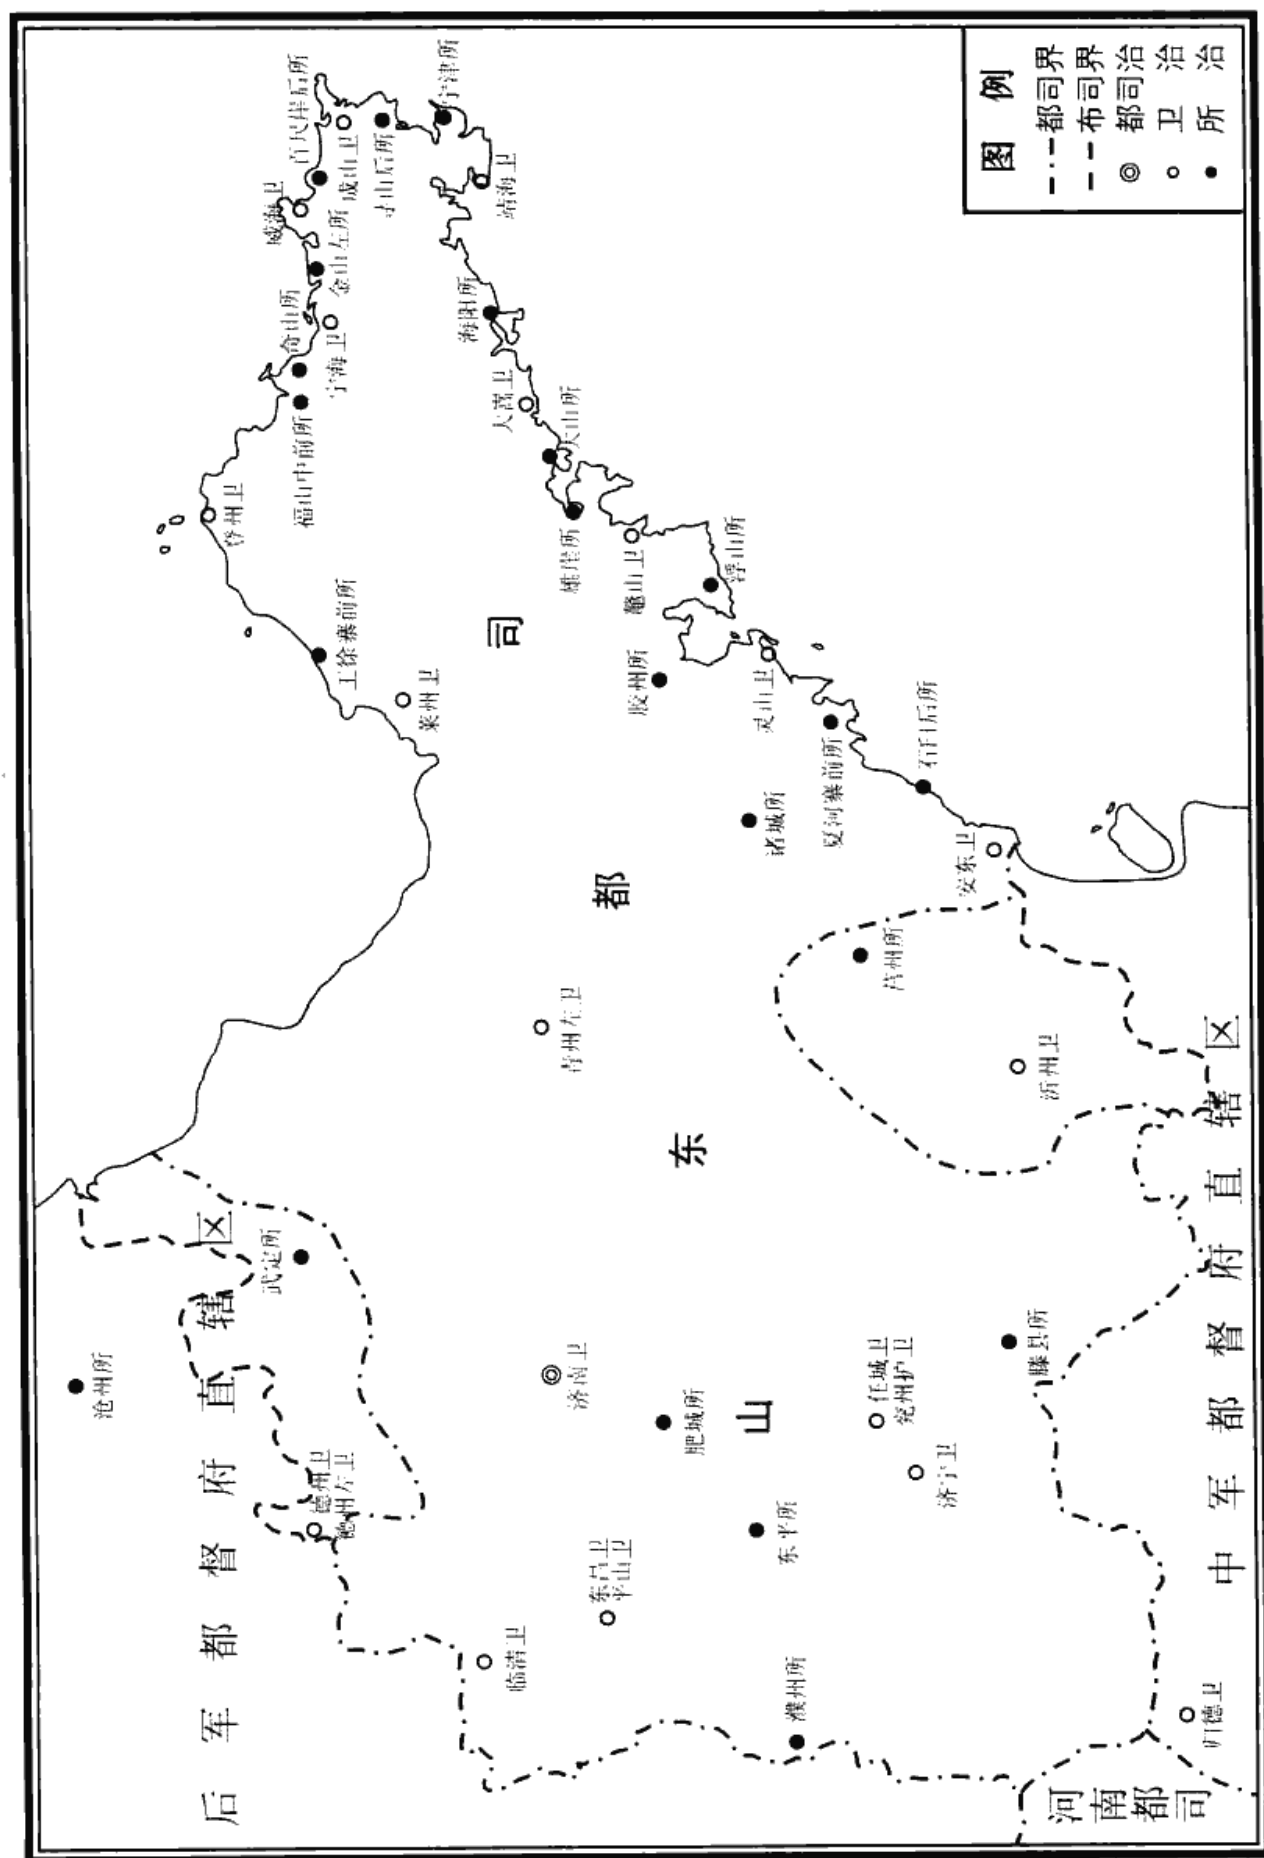 图 例
都司界
布司界
都司治
卫 治
所 治
后军都督府直辖区
中军都督府直辖区
河南都司
山东都司
沧州所
武定所
德州卫
德州左卫
临清卫
东昌卫
平山卫
济南卫
肥城所
东平所
濮州所
任城卫
兖州护卫
济宁卫
滕县所
归德卫
青州左卫
莒州所
沂州卫
安东卫
诸城所
石臼后所
夏河寨前所
灵山卫
胶州所
浮山所
鳌山卫
雄崖所
大山所
大嵩卫
海阳所
莱州卫
王徐寨前所
登州卫
福山中前所
奇山所
宁海卫
金山左所
威海卫
百尺岸后所
成山卫
寻山后所
宁津所
靖海卫